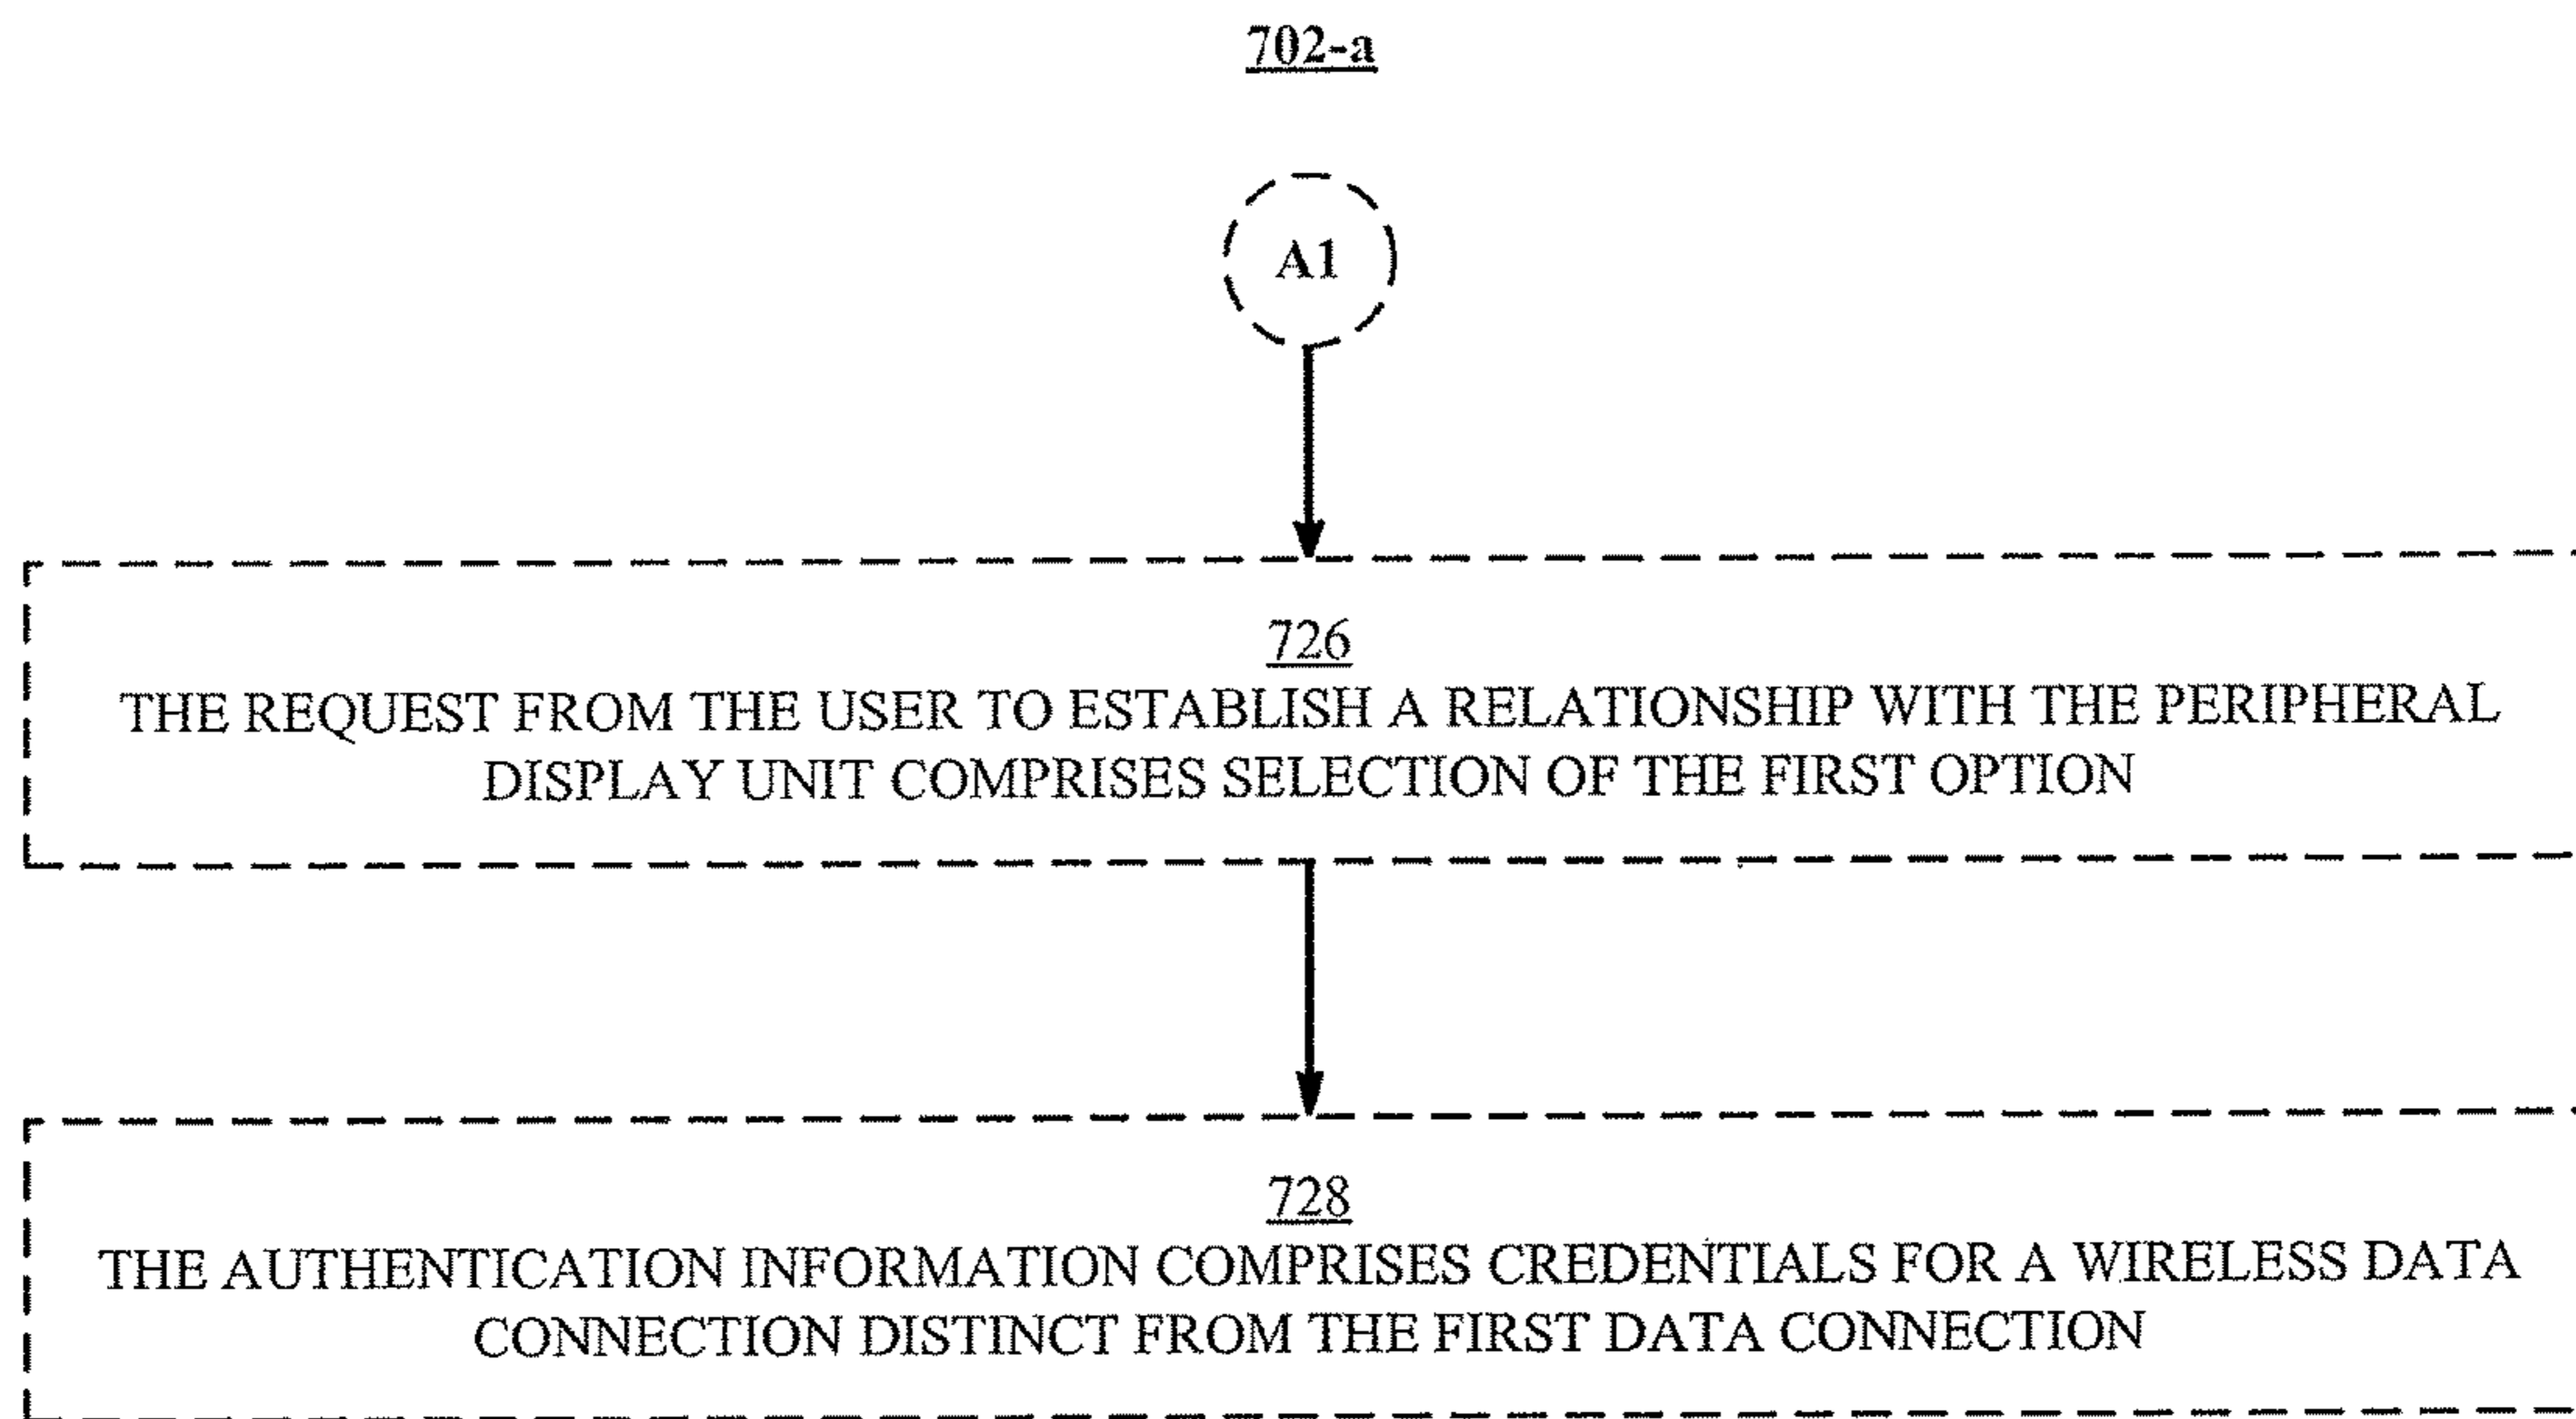 702-a
A1
726
THE REQUEST FROM THE USER TO ESTABLISH A RELATIONSHIP WITH THE PERIPHERAL
DISPLAY UNIT COMPRISES SELECTION OF THE FIRST OPTION
728
THE AUTHENTICATION INFORMATION COMPRISES CREDENTIALS FOR A WIRELESS DATA
CONNECTION DISTINCT FROM THE FIRST DATA CONNECTION